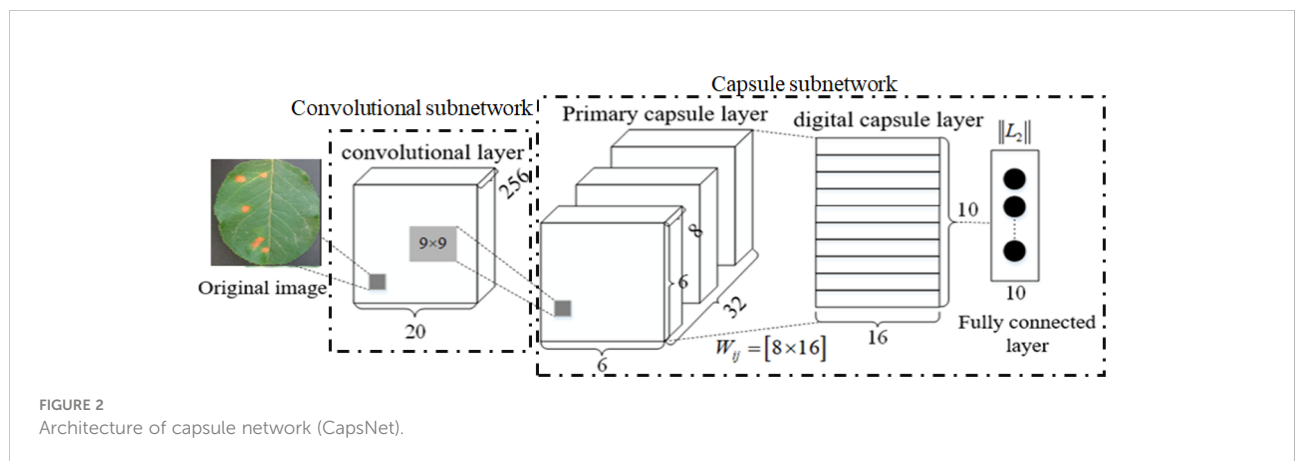 Capsule subnetwork
Convolutional subnetwork
Primary capsule layer
digital capsule layer
convolutional layer
‖L₂‖
256
9×9
Original image
20
8
6
32
6
W_ij = [8×16]
10
16
10
Fully connected
layer
FIGURE 2
Architecture of capsule network (CapsNet).